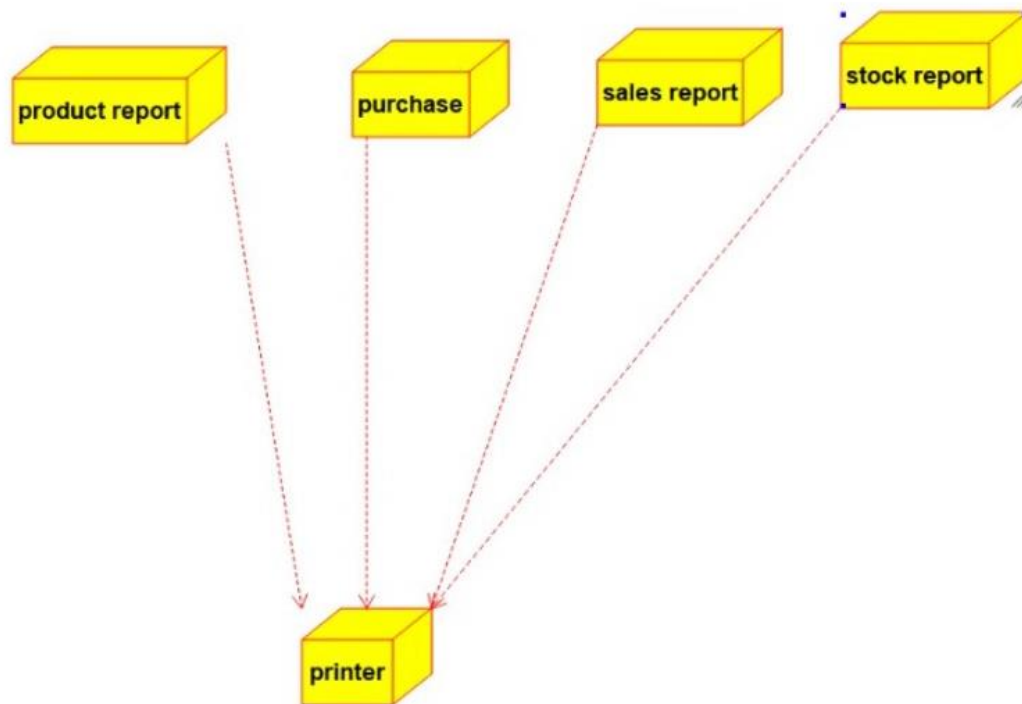 product report
purchase
sales report
stock report
printer